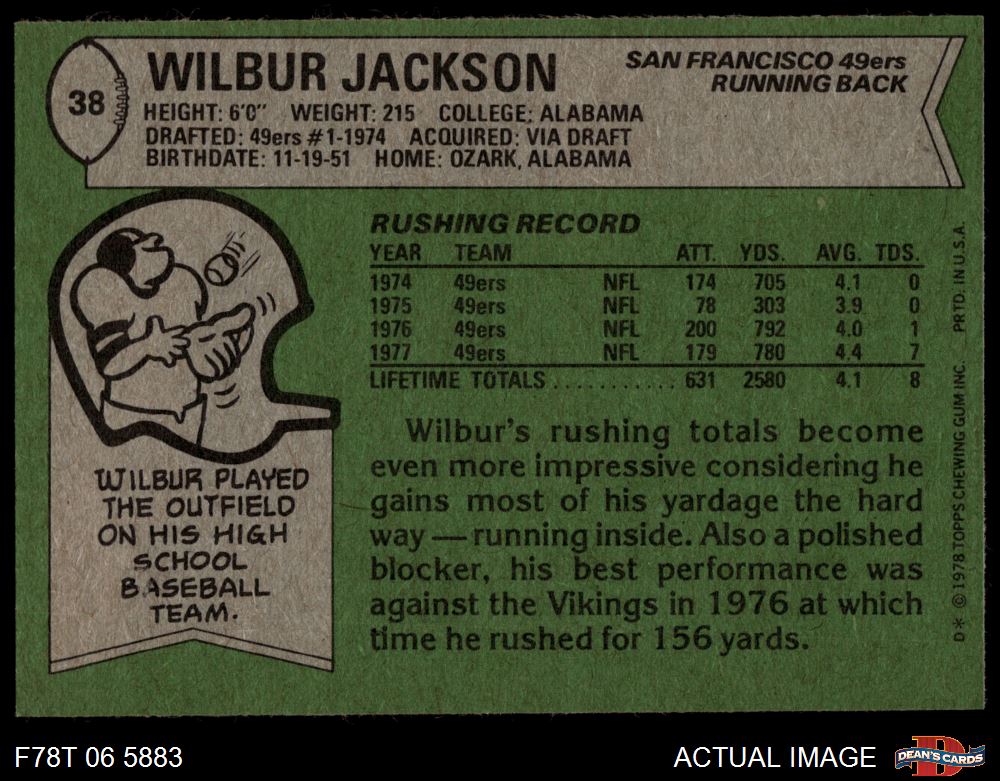 38
WILBUR JACKSON
SAN FRANCISCO 49ers
RUNNING BACK
HEIGHT: 6'0" WEIGHT: 215 COLLEGE: ALABAMA
DRAFTED: 49ers #1-1974 ACQUIRED: VIA DRAFT
BIRTHDATE: 11-19-51 HOME: OZARK, ALABAMA
RUSHING RECORD
YEAR TEAM ATT. YDS. AVG. TDS.
1974 49ers NFL 174 705 4.1 0
1975 49ers NFL 78 303 3.9 0
1976 49ers NFL 200 792 4.0 1
1977 49ers NFL 179 780 4.4 7
LIFETIME TOTALS ............ 631 2580 4.1 8
Wilbur's rushing totals become
even more impressive considering he
gains most of his yardage the hard
way — running inside. Also a polished
blocker, his best performance was
against the Vikings in 1976 at which
time he rushed for 156 yards.
WILBUR PLAYED
THE OUTFIELD
ON HIS HIGH
SCHOOL
BASEBALL
TEAM.
D* © 1978 TOPPS CHEWING GUM INC. PRTD. IN U.S.A.
F78T 06 5883
ACTUAL IMAGE
D
DEAN'S CARDS